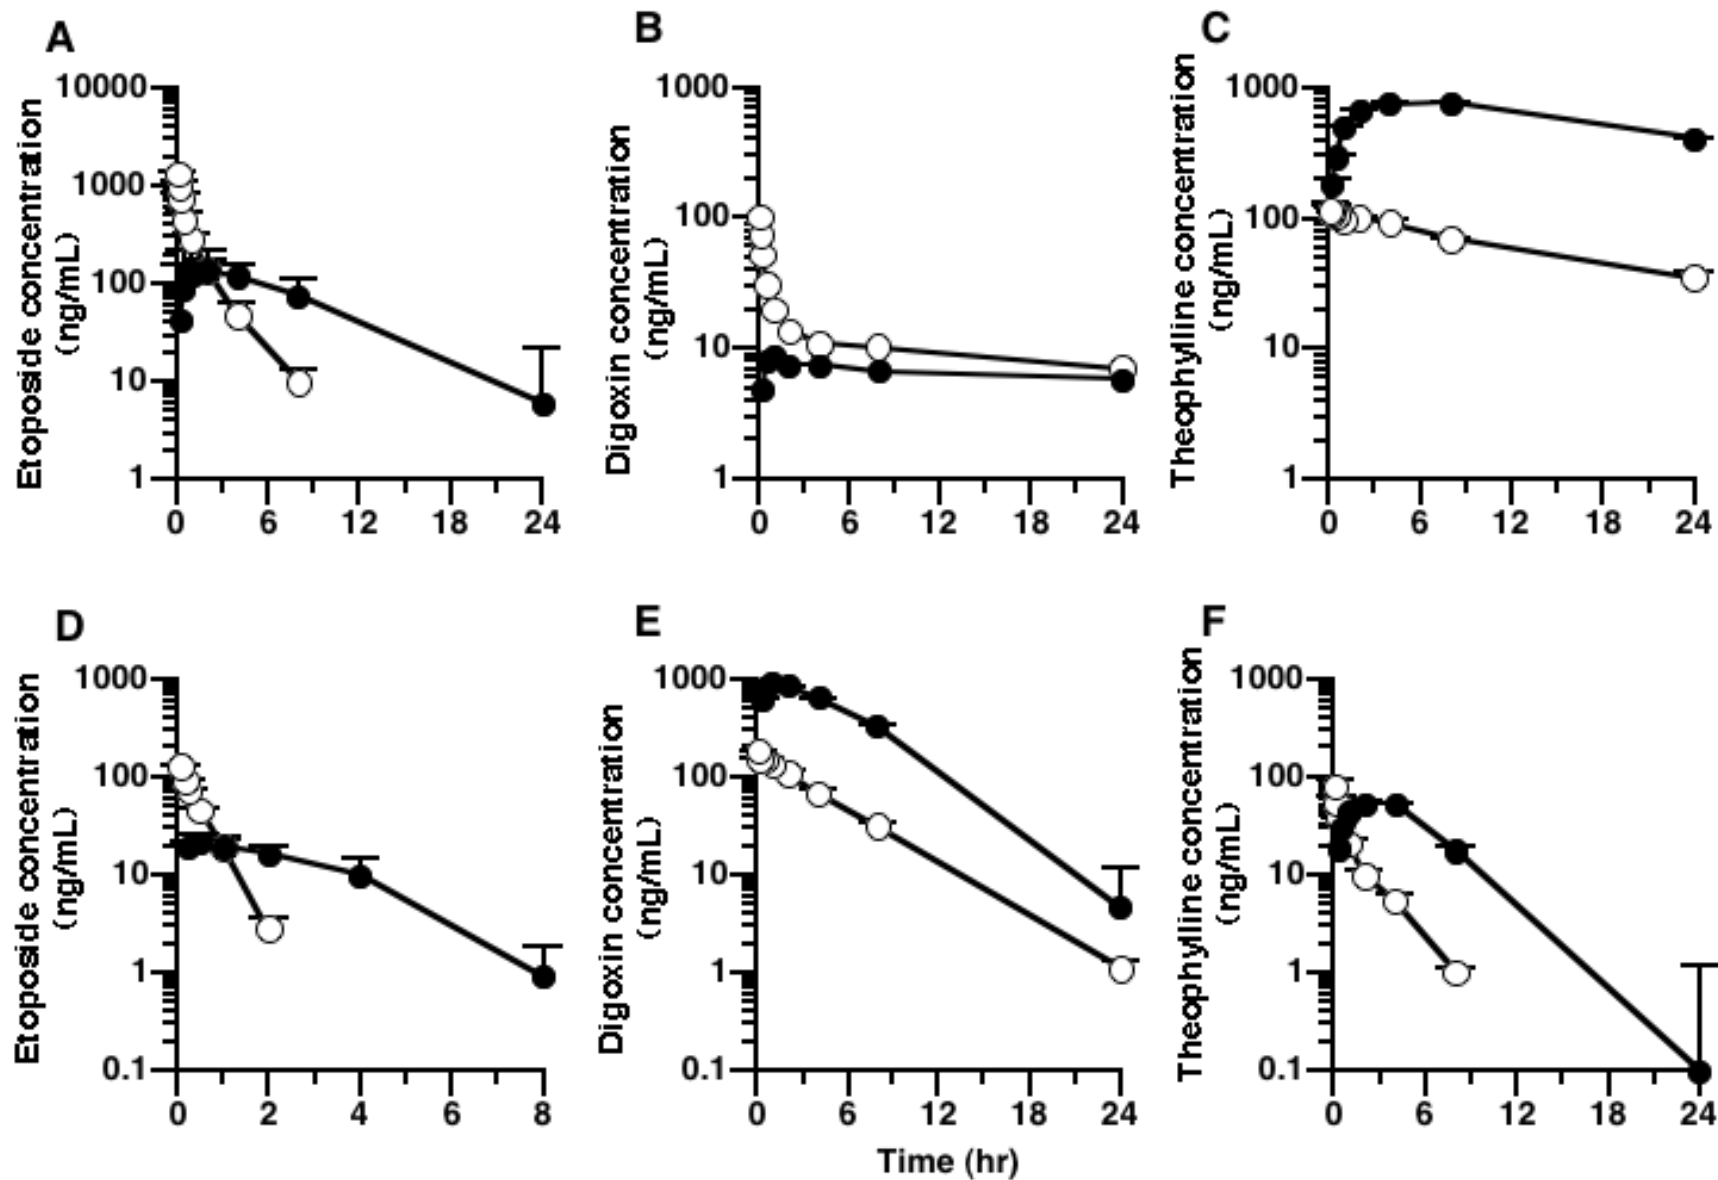 A
Etoposide concentration
(ng/mL)
10000
1000
100
10
1
0 6 12 18 24
B
Digoxin concentration
(ng/mL)
1000
100
10
1
0 6 12 18 24
C
Theophylline concentration
(ng/mL)
1000
100
10
1
0 6 12 18 24
D
Etoposide concentration
(ng/mL)
1000
100
10
1
0.1
0 2 4 6 8
E
Digoxin concentration
(ng/mL)
1000
100
10
1
0.1
0 6 12 18 24
F
Theophylline concentration
(ng/mL)
1000
100
10
1
0.1
0 6 12 18 24
Time (hr)